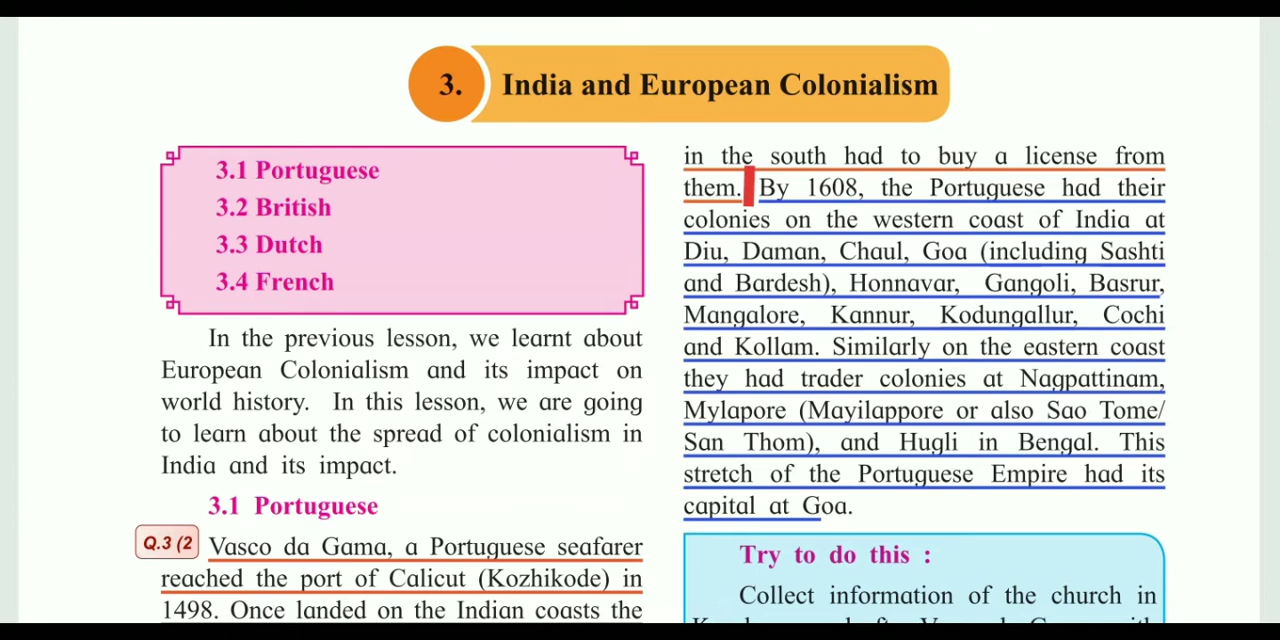 3. India and European Colonialism
3.1 Portuguese
3.2 British
3.3 Dutch
3.4 French
In the previous lesson, we learnt about
European Colonialism and its impact on
world history. In this lesson, we are going
to learn about the spread of colonialism in
India and its impact.
3.1 Portuguese
Q.3 (2
Vasco da Gama, a Portuguese seafarer
reached the port of Calicut (Kozhikode) in
1498. Once landed on the Indian coasts the
in the south had to buy a license from
them. By 1608, the Portuguese had their
colonies on the western coast of India at
Diu, Daman, Chaul, Goa (including Sashti
and Bardesh), Honnavar, Gangoli, Basrur,
Mangalore, Kannur, Kodungallur, Cochi
and Kollam. Similarly on the eastern coast
they had trader colonies at Nagpattinam,
Mylapore (Mayilappore or also Sao Tome/
San Thom), and Hugli in Bengal. This
stretch of the Portuguese Empire had its
capital at Goa.
Try to do this :
Collect information of the church in